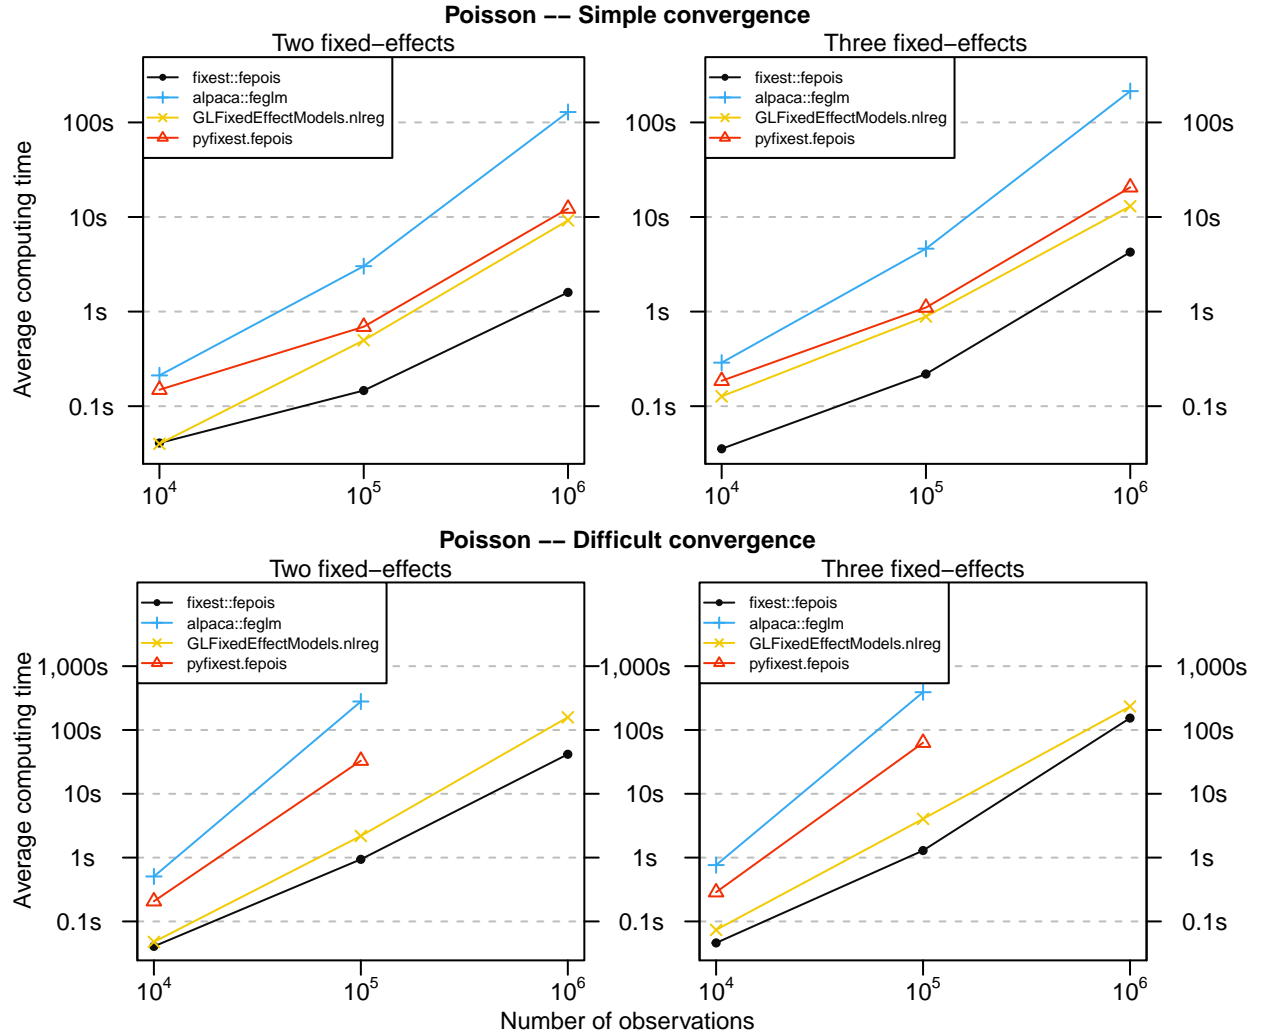 Poisson −− Simple convergence
Two fixed−effects
Three fixed−effects
fixest::fepois
alpaca::feglm
GLFixedEffectModels.nlreg
pyfixest.fepois
fixest::fepois
alpaca::feglm
GLFixedEffectModels.nlreg
pyfixest.fepois
Average computing time
100s
10s
1s
0.1s
100s
10s
1s
0.1s
10^4 10^5 10^6
10^4 10^5 10^6
Poisson −− Difficult convergence
Two fixed−effects
Three fixed−effects
fixest::fepois
alpaca::feglm
GLFixedEffectModels.nlreg
pyfixest.fepois
fixest::fepois
alpaca::feglm
GLFixedEffectModels.nlreg
pyfixest.fepois
Average computing time
1,000s
100s
10s
1s
0.1s
1,000s
100s
10s
1s
0.1s
1,000s
100s
10s
1s
0.1s
10^4 10^5 10^6
10^4 10^5 10^6
Number of observations